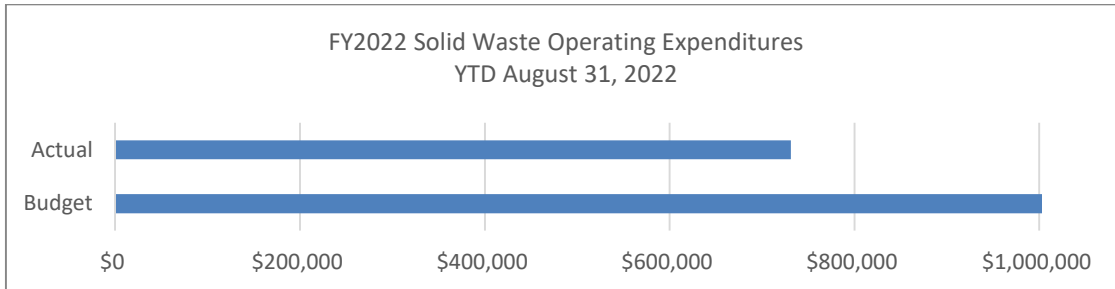 FY2022 Solid Waste Operating Expenditures
YTD August 31, 2022
Actual
Budget
$0 $200,000 $400,000 $600,000 $800,000 $1,000,000